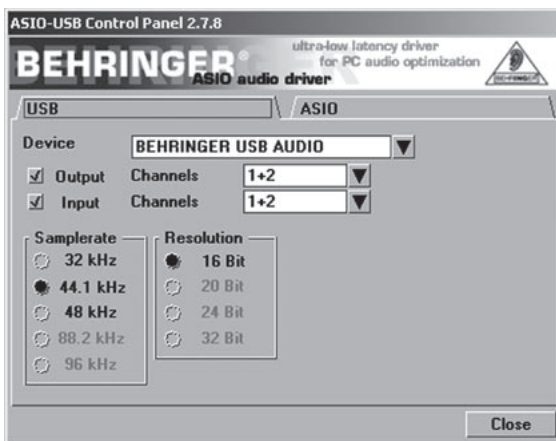 ASIO-USB Control Panel 2.7.8
BEHRINGER®
ASIO audio driver
ultra-low latency driver
for PC audio optimization
BEHRINGER
USB
ASIO
Device BEHRINGER USB AUDIO
Output Channels 1+2
Input Channels 1+2
Samplerate
32 kHz
44.1 kHz
48 kHz
88.2 kHz
96 kHz
Resolution
16 Bit
20 Bit
24 Bit
32 Bit
Close